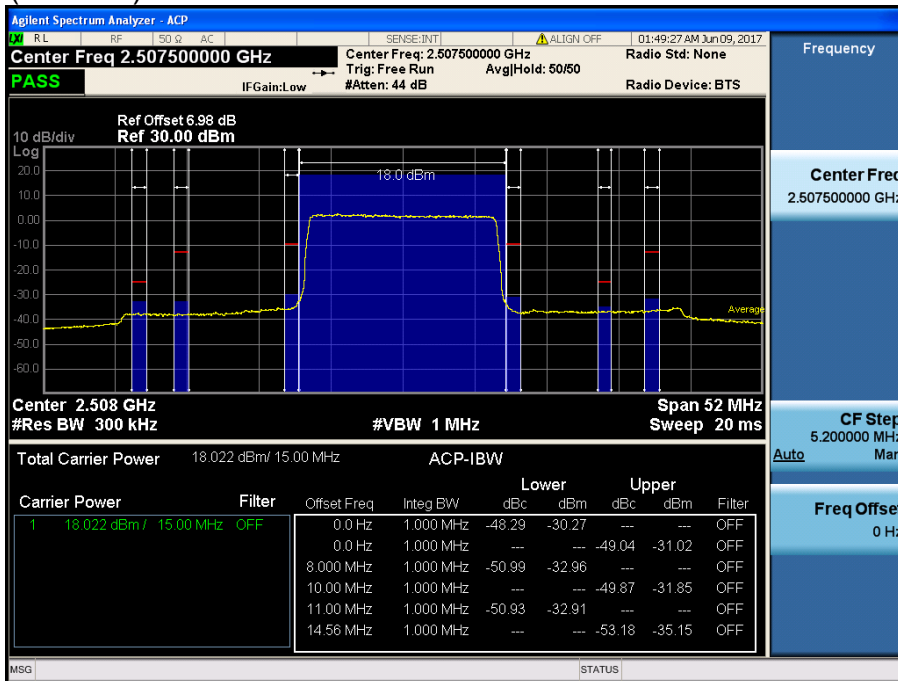 Agilent Spectrum Analyzer - ACP
LXI RL RF 50 Ω AC SENSE:INT ALIGN OFF 01:49:27 AM Jun 09, 2017
Center Freq 2.507500000 GHz
Center Freq: 2.507500000 GHz
Radio Std: None
Trig: Free Run Avg|Hold: 50/50
PASS
IFGain:Low
#Atten: 44 dB
Radio Device: BTS
Ref Offset 6.98 dB
10 dB/div Ref 30.00 dBm
Log
20.0
18.0 dBm
10.0
0.00
-10.0
-20.0
-30.0
-40.0
Average
-50.0
-60.0
Center 2.508 GHz Span 52 MHz
#Res BW 300 kHz #VBW 1 MHz Sweep 20 ms
Total Carrier Power 18.022 dBm/ 15.00 MHz ACP-IBW
Lower Upper
Carrier Power Filter Offset Freq Integ BW dBc dBm dBc dBm Filter
1 18.022 dBm / 15.00 MHz OFF 0.0 Hz 1.000 MHz -48.29 -30.27 --- --- OFF
0.0 Hz 1.000 MHz --- --- -49.04 -31.02 OFF
8.000 MHz 1.000 MHz -50.99 -32.96 --- --- OFF
10.00 MHz 1.000 MHz --- --- -49.87 -31.85 OFF
11.00 MHz 1.000 MHz -50.93 -32.91 --- --- OFF
14.56 MHz 1.000 MHz --- --- -53.18 -35.15 OFF
MSG STATUS
Frequency
Center Freq
2.507500000 GHz
CF Step
5.200000 MHz
Auto Man
Freq Offset
0 Hz